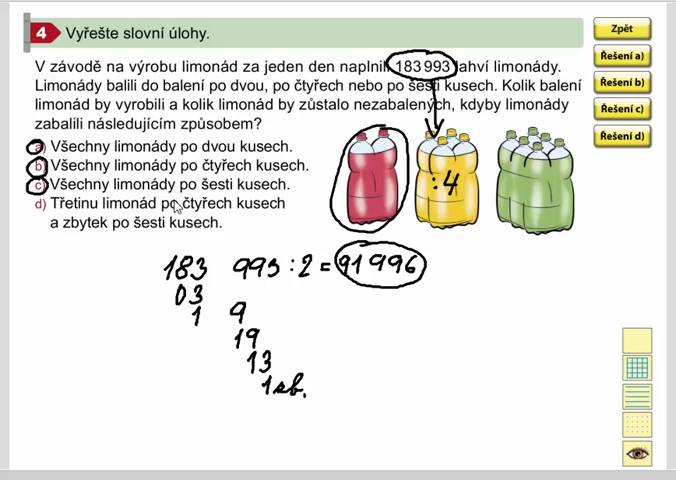 4 Vyřešte slovní úlohy.
V závodě na výrobu limonád za jeden den naplnili 183 993 lahví limonády.
Limonády balili do balení po dvou, po čtyřech nebo po šesti kusech. Kolik balení
limonád by vyrobili a kolik limonád by zůstalo nezabalených, kdyby limonády
zabalili následujícím způsobem?
a) Všechny limonády po dvou kusech.
b) Všechny limonády po čtyřech kusech.
c) Všechny limonády po šesti kusech.
d) Třetinu limonád po čtyřech kusech
a zbytek po šesti kusech.
:4
183 993 : 2 = 91 996
03
1 9
19
13
1 zb.
Zpět
Řešení a)
Řešení b)
Řešení c)
Řešení d)